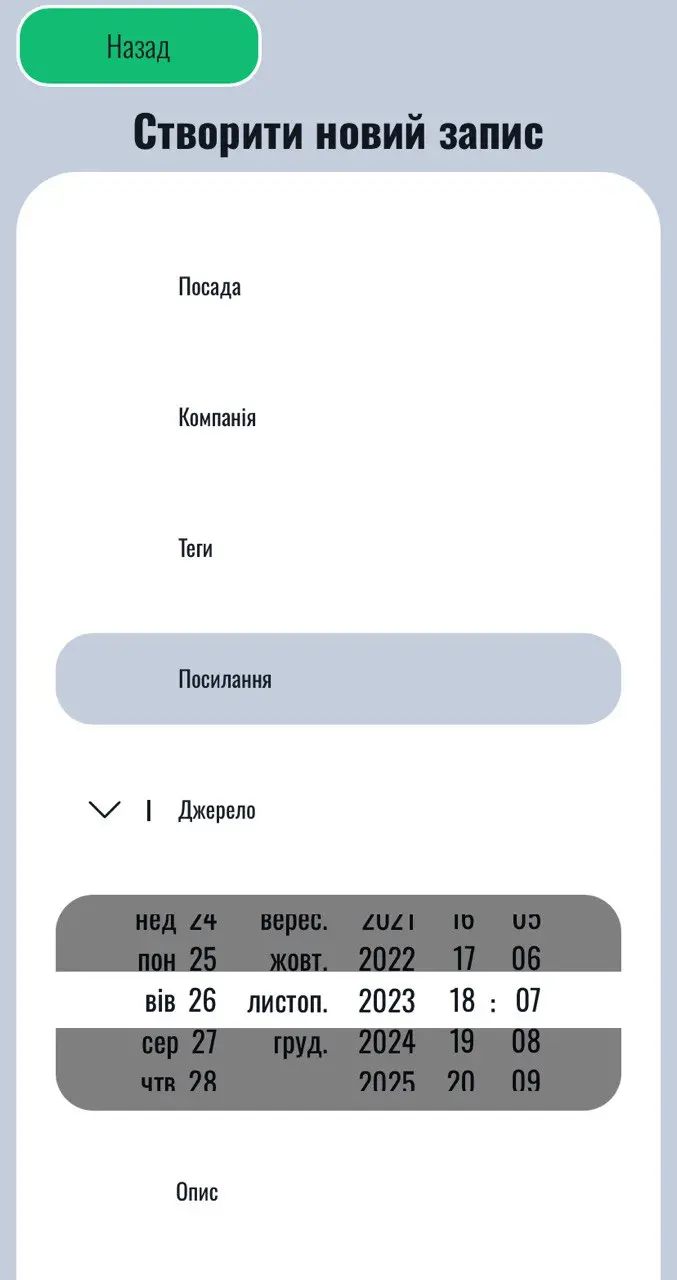 Назад
Створити новий запис
Посада
Компанія
Теги
Посилання
Джерело
нед 24 верес. 2021 16 05
пон 25 жовт. 2022 17 06
вів 26 листоп. 2023 18 : 07
сер 27 груд. 2024 19 08
чтв 28 2025 20 09
Опис